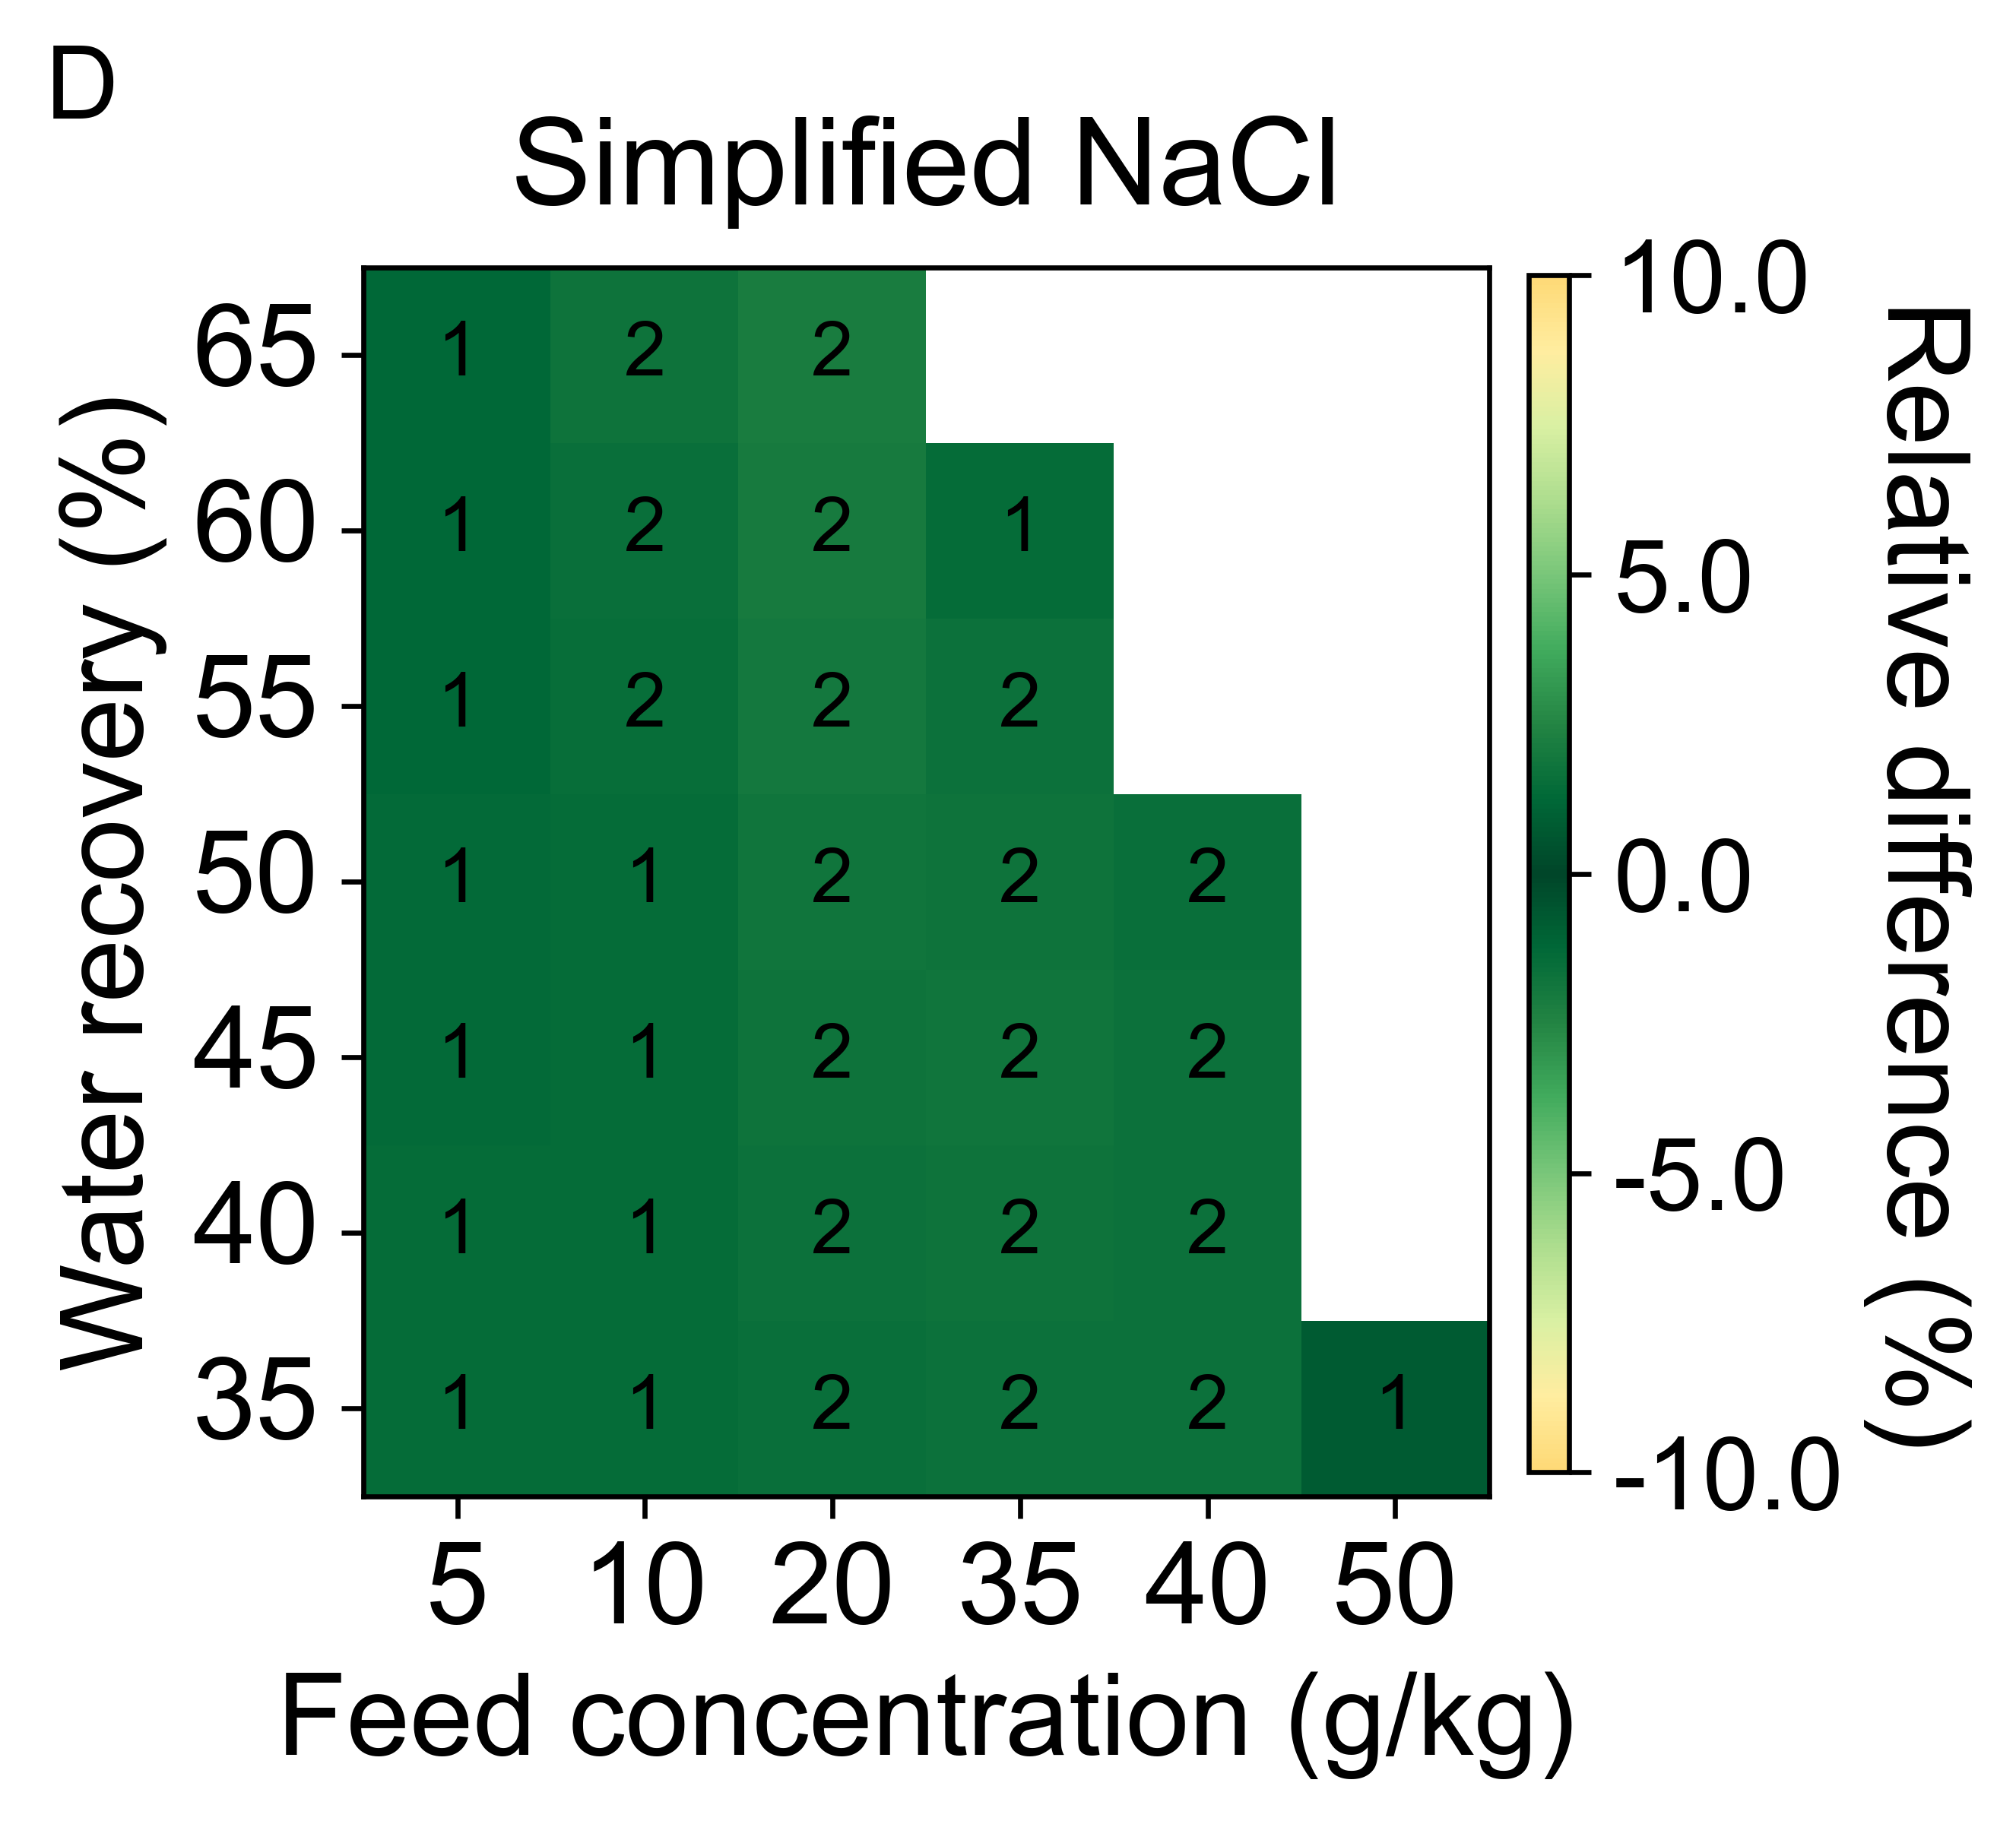 D
Simplified NaCl
65 1 2 2
60 1 2 2 1
55 1 2 2 2
50 1 1 2 2 2
45 1 1 2 2 2
40 1 1 2 2 2
35 1 1 2 2 2 1
5 10 20 35 40 50
Feed concentration (g/kg)
Water recovery (%)
10.0
5.0
0.0
-5.0
-10.0
Relative difference (%)